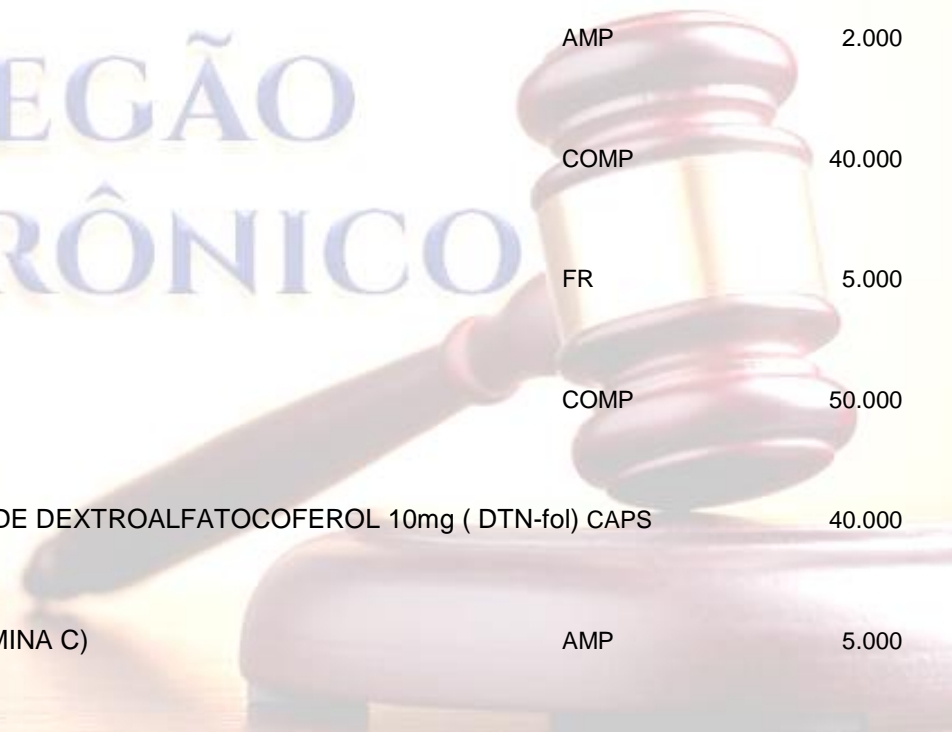 AMP 2.000
EGÃO
COMP 40.000
RÔNICO
FR 5.000
COMP 50.000
DE DEXTROALFATOCOFEROL 10mg ( DTN-fol) CAPS 40.000
MINA C) AMP 5.000